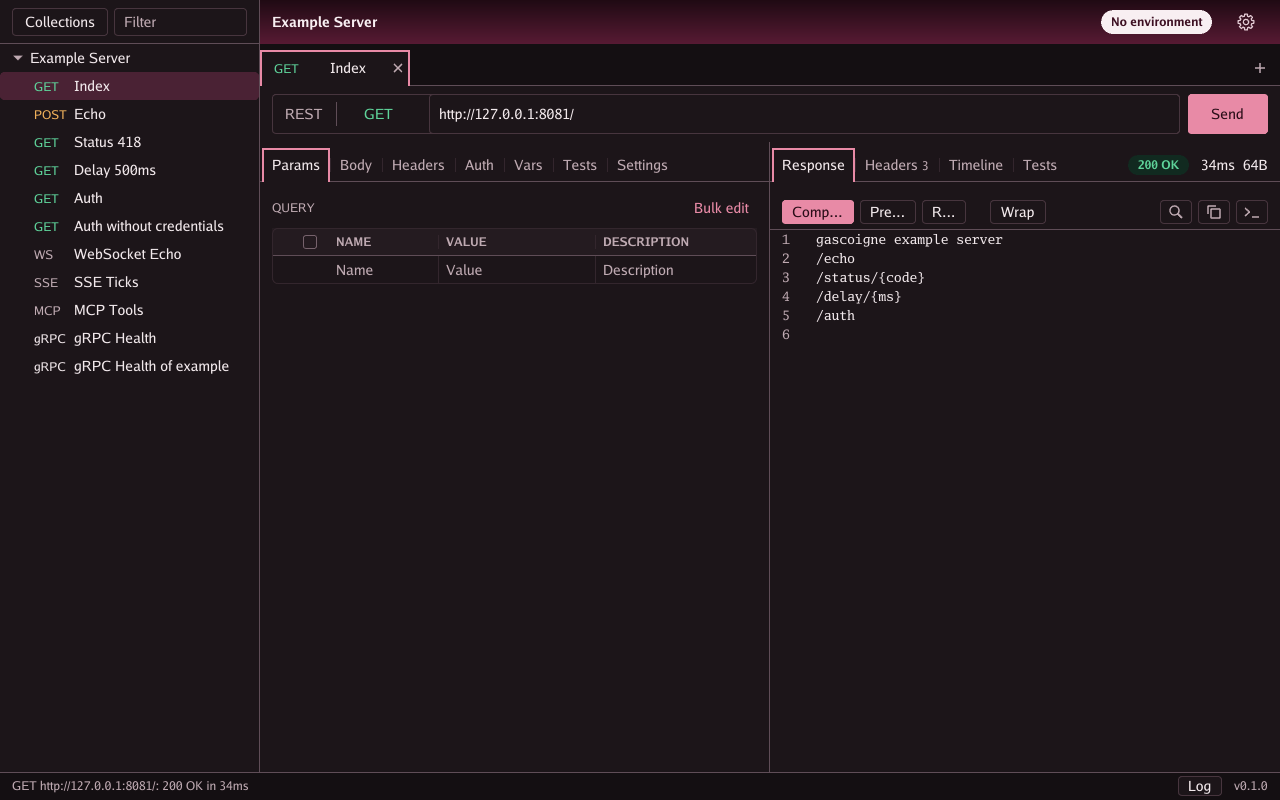 Collections
Filter
Example Server
No environment
Example Server
GET Index
POST Echo
GET Status 418
GET Delay 500ms
GET Auth
GET Auth without credentials
WS WebSocket Echo
SSE SSE Ticks
MCP MCP Tools
gRPC gRPC Health
gRPC gRPC Health of example
GET Index
REST GET http://127.0.0.1:8081/ Send
Params Body Headers Auth Vars Tests Settings
QUERY Bulk edit
NAME VALUE DESCRIPTION
Name Value Description
Response Headers 3 Timeline Tests 200 OK 34ms 64B
Comp... Pre... R... Wrap
1 gascoigne example server
2 /echo
3 /status/{code}
4 /delay/{ms}
5 /auth
6
GET http://127.0.0.1:8081/: 200 OK in 34ms
Log v0.1.0